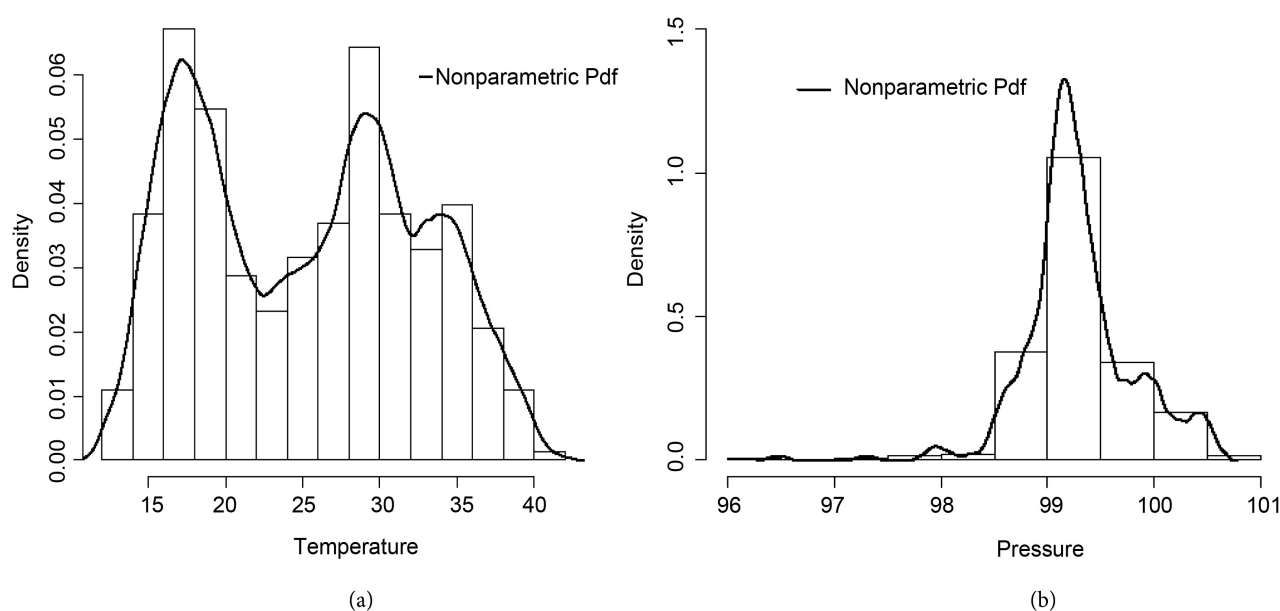 Density
0.00 0.01 0.02 0.03 0.04 0.05 0.06
Nonparametric Pdf
15 20 25 30 35 40
Temperature
(a)
Density
0.0 0.5 1.0 1.5
Nonparametric Pdf
96 97 98 99 100 101
Pressure
(b)